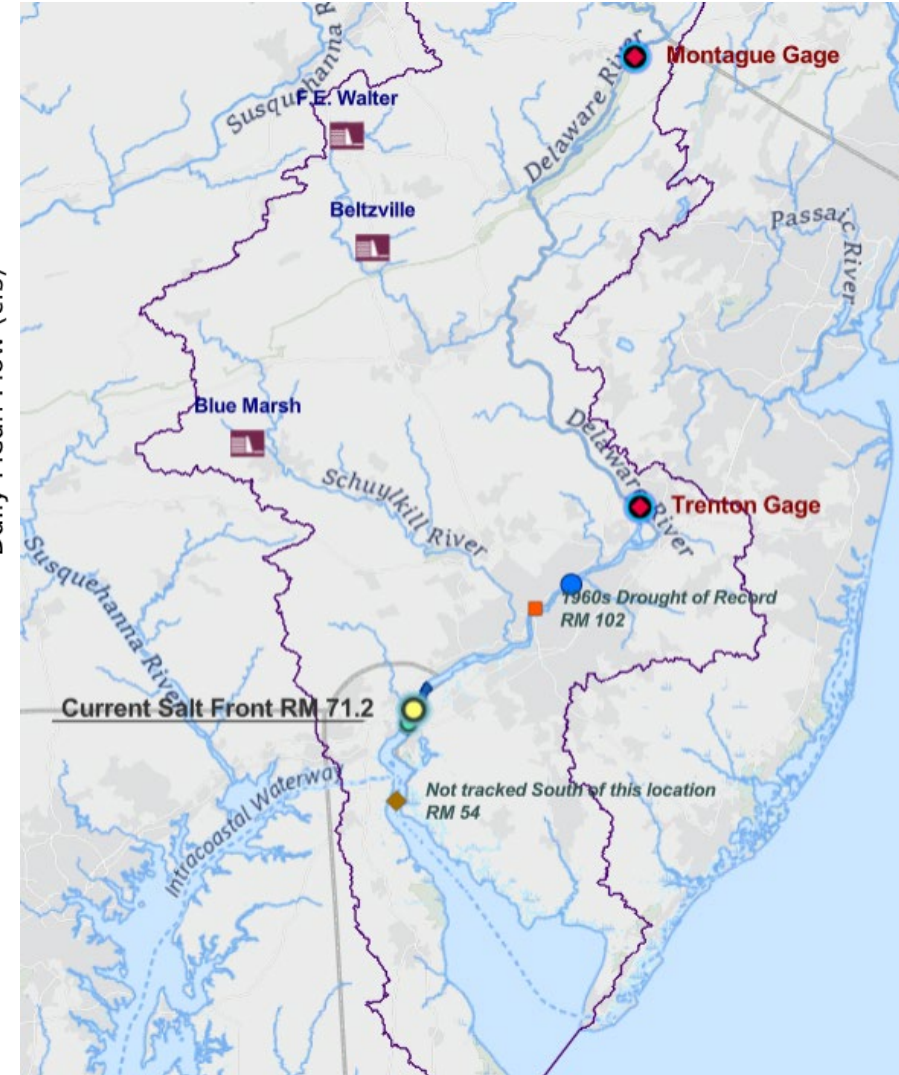 Susquehanna R
Delaware River
Montague Gage
F.E. Walter
Beltzville
Passaic River
Blue Marsh
Delaware River
Schuylkill River
Trenton Gage
Susquehanna River
1960s Drought of Record
RM 102
Current Salt Front RM 71.2
Intracoastal Waterway
Not tracked South of this location
RM 54